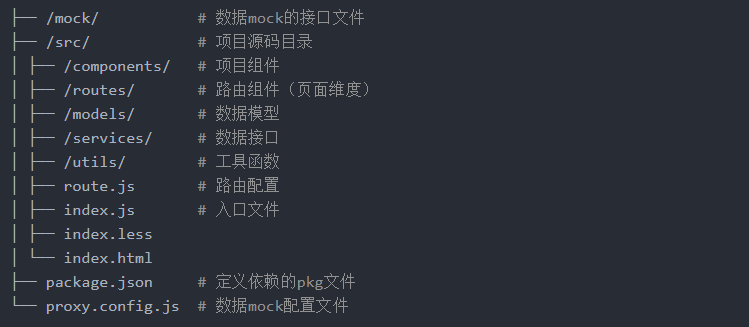 ├── /mock/           # 数据mock的接口文件
├── /src/            # 项目源码目录
│ ├── /components/   # 项目组件
│ ├── /routes/       # 路由组件（页面维度）
│ ├── /models/       # 数据模型
│ ├── /services/     # 数据接口
│ ├── /utils/        # 工具函数
│ ├── route.js       # 路由配置
│ ├── index.js       # 入口文件
│ ├── index.less
│ └── index.html
├── package.json     # 定义依赖的pkg文件
└── proxy.config.js  # 数据mock配置文件